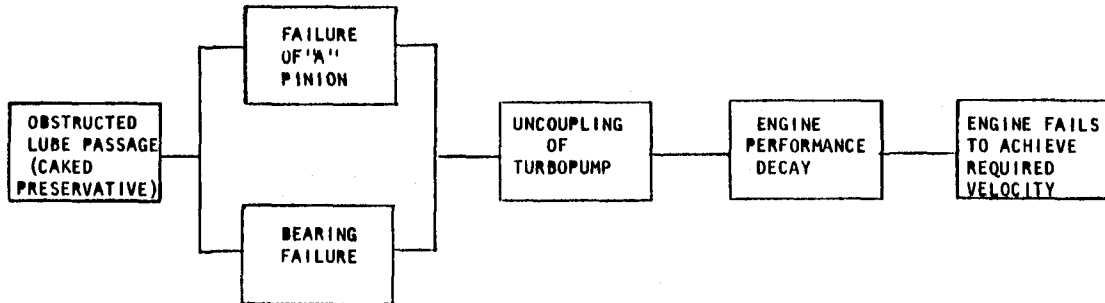 FAILURE
OF "A"
PINION
OBSTRUCTED
LUBE PASSAGE
(CAKED
PRESERVATIVE)
BEARING
FAILURE
UNCOUPLING
OF
TURBOPUMP
ENGINE
PERFORMANCE
DECAY
ENGINE FAILS
TO ACHIEVE
REQUIRED
VELOCITY